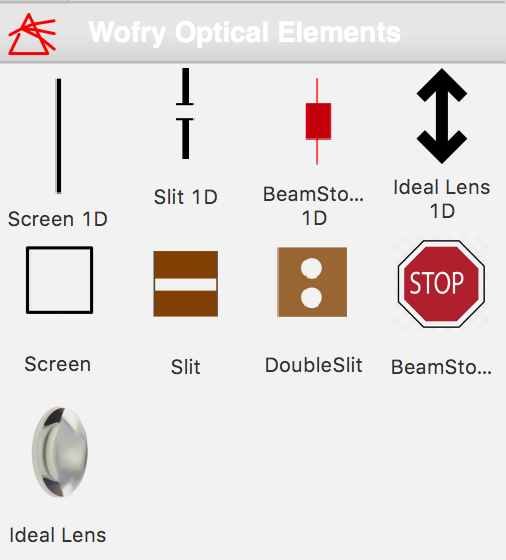 Wofry Optical Elements
Screen 1D
Slit 1D
BeamSto...
1D
Ideal Lens
1D
Screen
Slit
DoubleSlit
STOP
BeamSto...
Ideal Lens